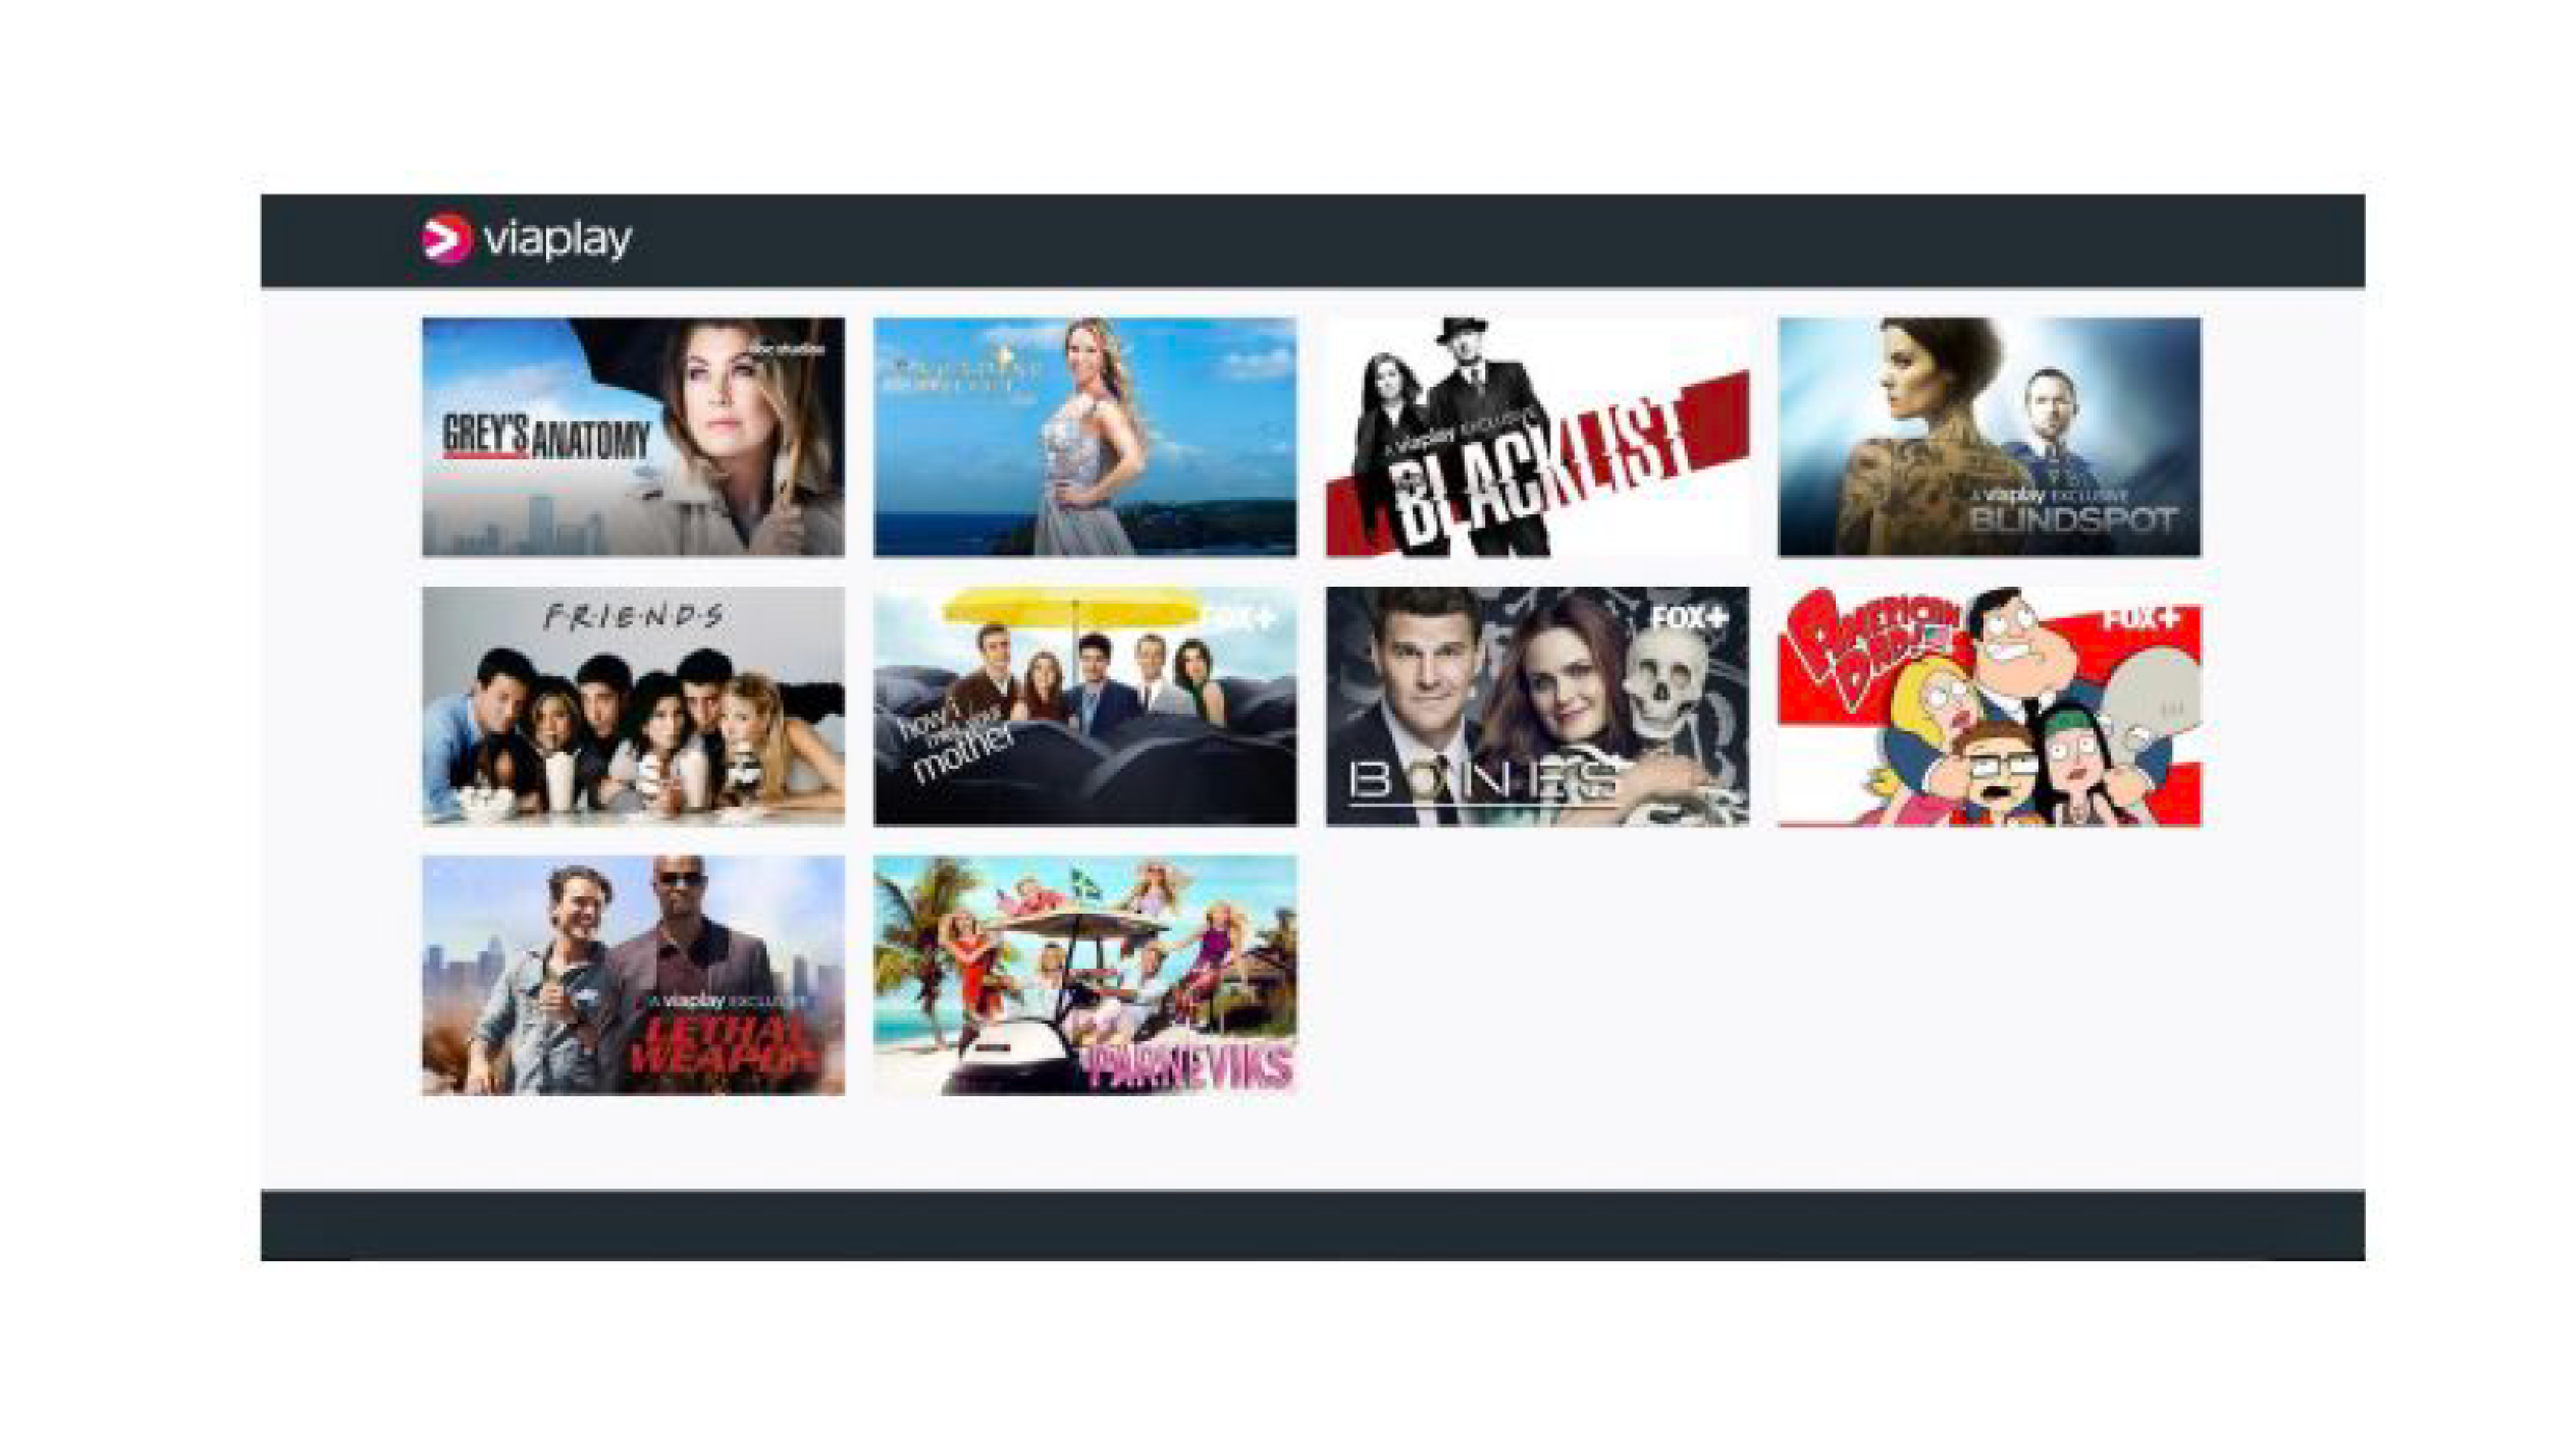 viaplay
abc studios
GREY'S ANATOMY
A viaplay EXCLUSIVE
BLACKLIST
A viaplay EXCLUSIVE
BLINDSPOT
F·R·I·E·N·D·S
FOX+
how i
met your
mother
FOX+
BONES
AMERICAN
DAD!
FOX+
A viaplay EXCLUSIVE
LETHAL
WEAPON
PARNEVIKS